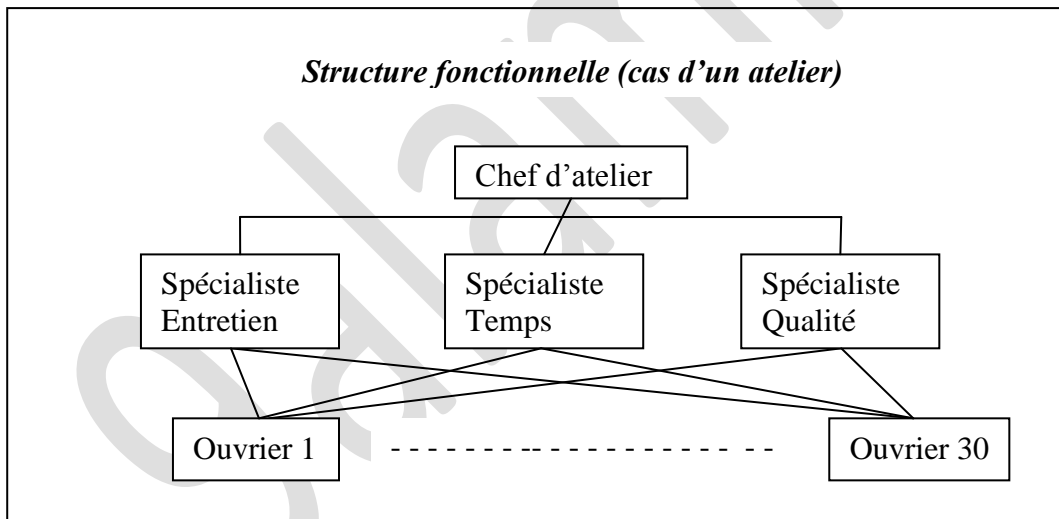 Structure fonctionnelle (cas d'un atelier)
Chef d'atelier
Spécialiste
Entretien
Spécialiste
Temps
Spécialiste
Qualité
Ouvrier 1
Ouvrier 30